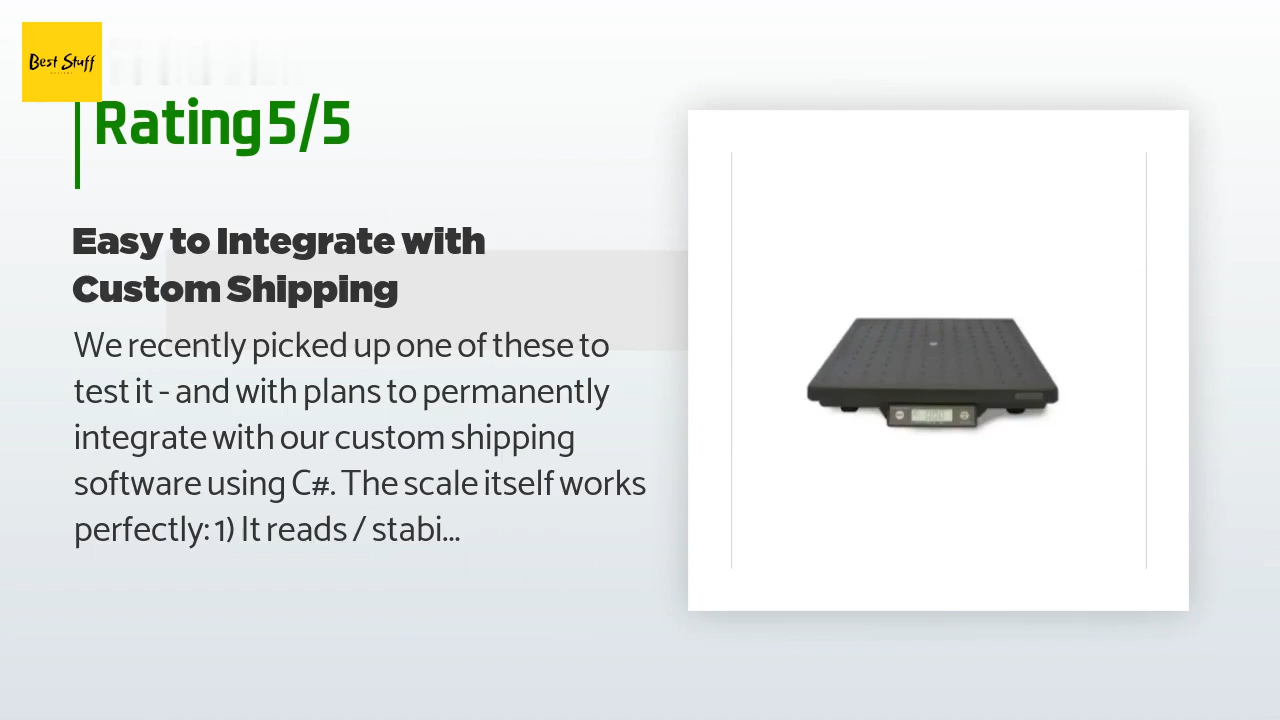 Best Stuff
Rating 5/5
Easy to Integrate with
Custom Shipping
We recently picked up one of these to
test it - and with plans to permanently
integrate with our custom shipping
software using C#. The scale itself works
perfectly: 1) It reads / stabi...